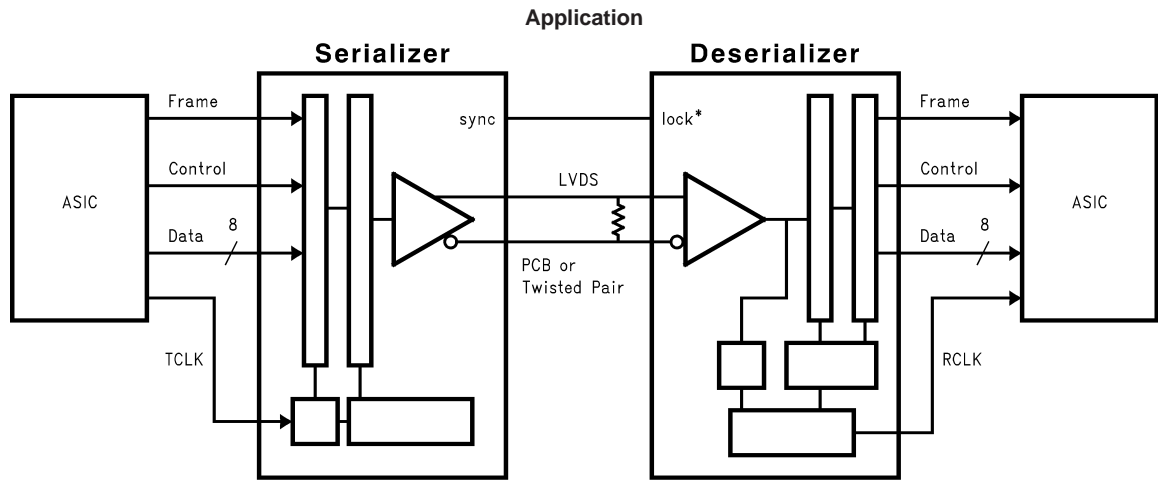 Application
Serializer
Deserializer
Frame
Control
Data
8
TCLK
ASIC
sync
lock*
LVDS
PCB or
Twisted Pair
Frame
Control
Data
8
RCLK
ASIC